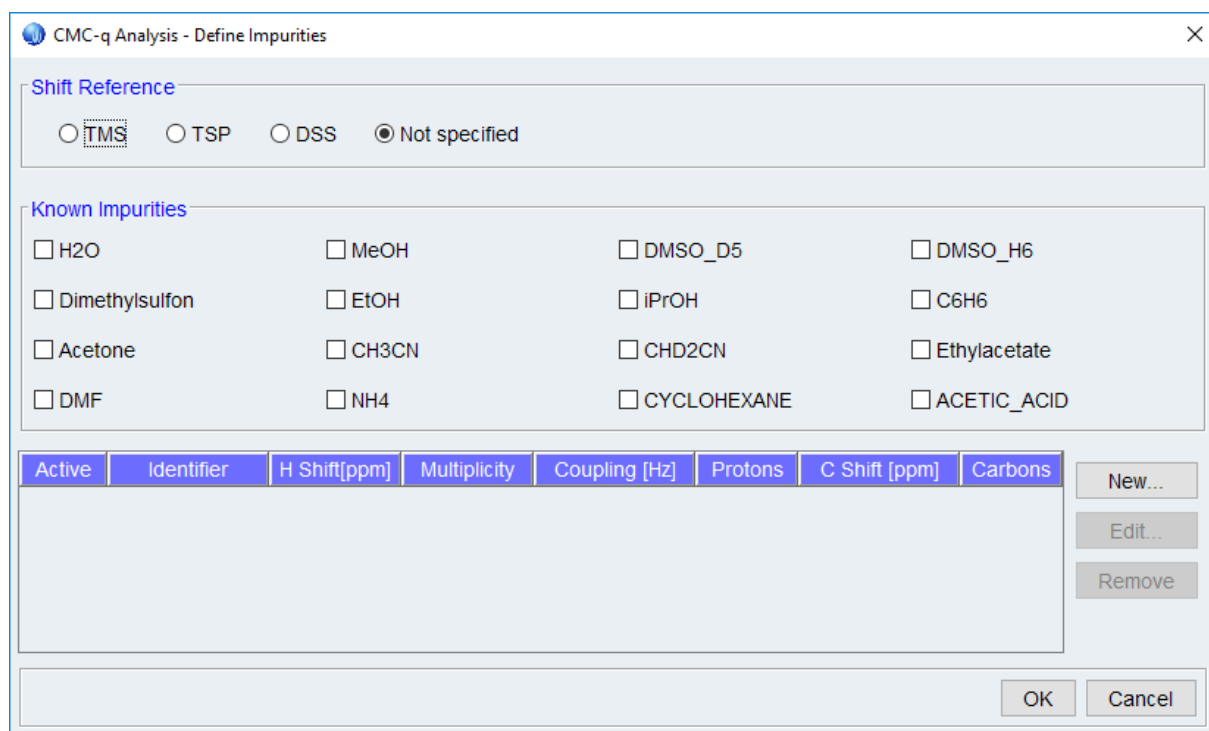 CMC-q Analysis - Define Impurities
Shift Reference
TMS TSP DSS Not specified
Known Impurities
H2O MeOH DMSO_D5 DMSO_H6
Dimethylsulfon EtOH iPrOH C6H6
Acetone CH3CN CHD2CN Ethylacetate
DMF NH4 CYCLOHEXANE ACETIC_ACID
Active Identifier H Shift[ppm] Multiplicity Coupling [Hz] Protons C Shift [ppm] Carbons
New...
Edit...
Remove
OK Cancel